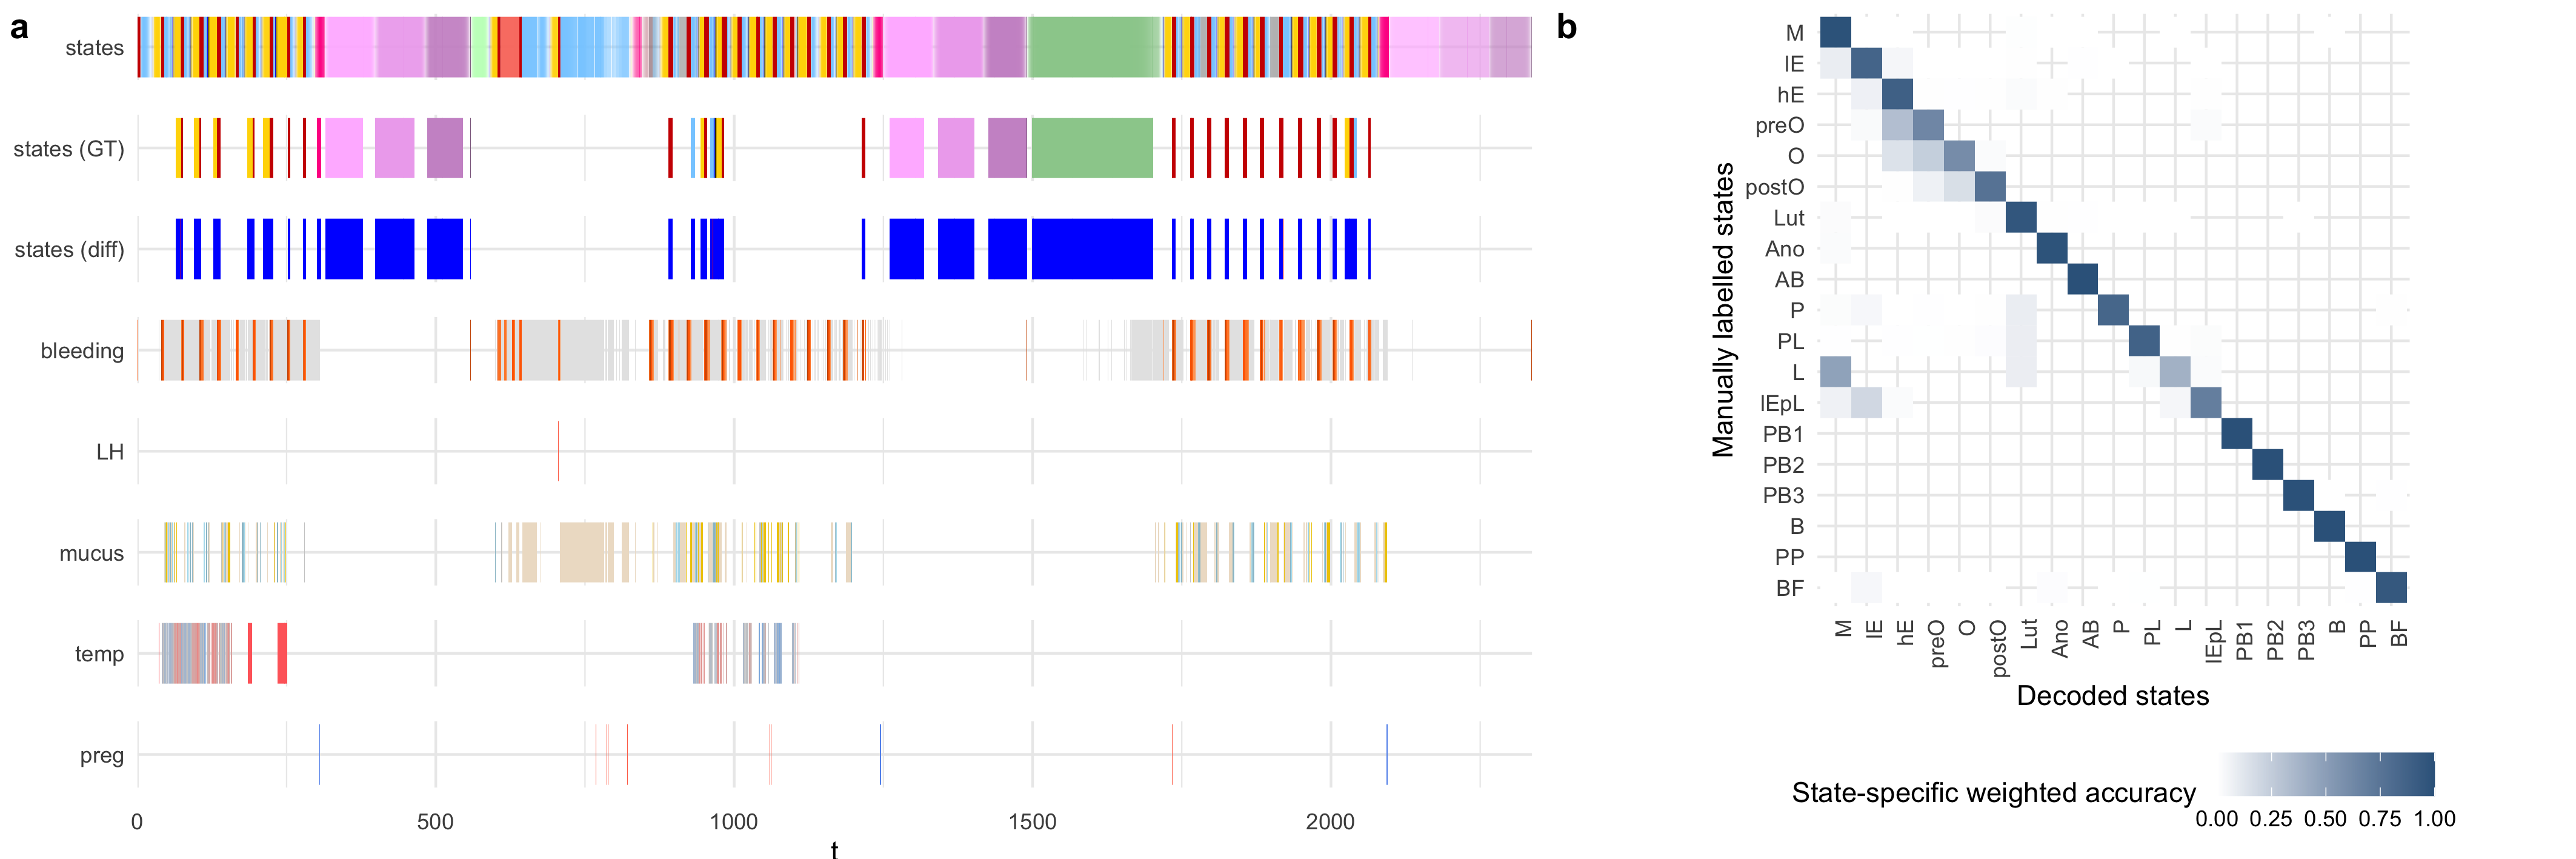 a
states
states (GT)
states (diff)
bleeding
LH
mucus
temp
preg
0 500 1000 1500 2000
t
b
Manually labelled states
M
lE
hE
preO
O
postO
Lut
Ano
AB
P
PL
L
lEpL
PB1
PB2
PB3
B
PP
BF
M lE hE preO O postO Lut Ano AB P PL L lEpL PB1 PB2 PB3 B PP BF
Decoded states
State-specific weighted accuracy
0.00 0.25 0.50 0.75 1.00